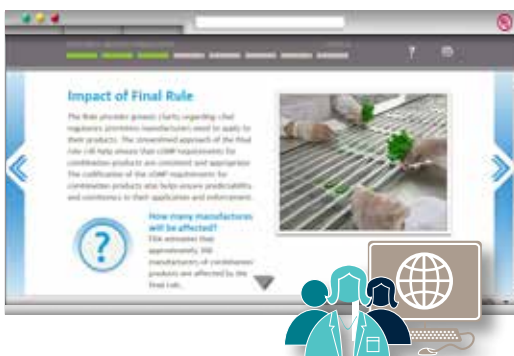 Impact of Final Rule
The Rule provides greater clarity regarding what
regulatory provisions manufacturers need to apply to
their products. The streamlined approach of the final
rule will help ensure that cGMP requirements for
combination products are consistent and appropriate.
The codification of the cGMP requirements for
combination products also helps ensure predictability
and consistency in their application and enforcement.
How many manufactures
will be affected?
FDA estimates that
approximately 300
manufacturers of combination
products are affected by the
final rule.
?
?